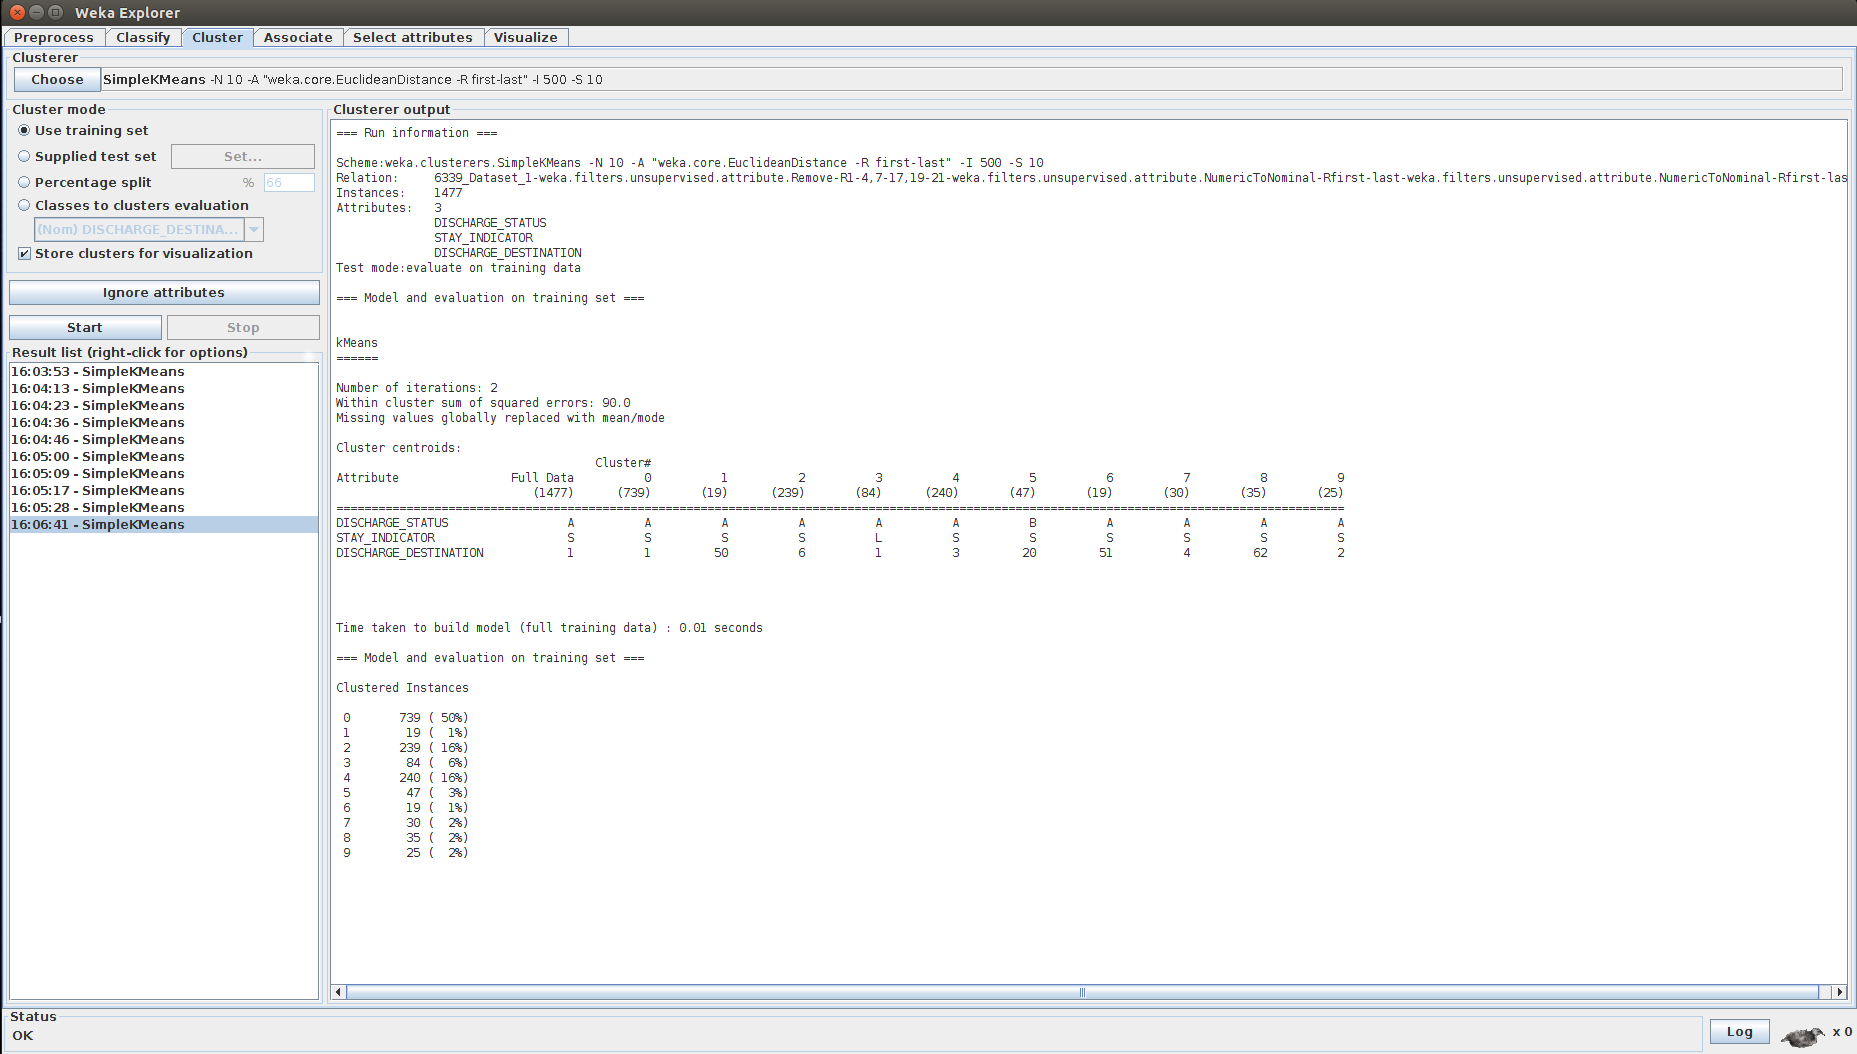 Weka Explorer
Preprocess Classify Cluster Associate Select attributes Visualize
Clusterer
Choose SimpleKMeans -N 10 -A "weka.core.EuclideanDistance -R first-last" -I 500 -S 10
Cluster mode
Use training set
Supplied test set Set...
Percentage split % 66
Classes to clusters evaluation
(Nom) DISCHARGE_DESTINA...
Store clusters for visualization
Ignore attributes
Start Stop
Result list (right-click for options)
16:03:53 - SimpleKMeans
16:04:13 - SimpleKMeans
16:04:23 - SimpleKMeans
16:04:36 - SimpleKMeans
16:04:46 - SimpleKMeans
16:05:00 - SimpleKMeans
16:05:09 - SimpleKMeans
16:05:17 - SimpleKMeans
16:05:28 - SimpleKMeans
16:06:41 - SimpleKMeans
Clusterer output
=== Run information ===
Scheme:weka.clusterers.SimpleKMeans -N 10 -A "weka.core.EuclideanDistance -R first-last" -I 500 -S 10
Relation: 6339_Dataset_1-weka.filters.unsupervised.attribute.Remove-R1-4,7-17,19-21-weka.filters.unsupervised.attribute.NumericToNominal-Rfirst-last-weka.filters.unsupervised.attribute.NumericToNominal-Rfirst-las
Instances: 1477
Attributes: 3
DISCHARGE_STATUS
STAY_INDICATOR
DISCHARGE_DESTINATION
Test mode:evaluate on training data
=== Model and evaluation on training set ===
kMeans
======
Number of iterations: 2
Within cluster sum of squared errors: 90.0
Missing values globally replaced with mean/mode
Cluster centroids:
Cluster#
Attribute Full Data 0 1 2 3 4 5 6 7 8 9
(1477) (739) (19) (239) (84) (240) (47) (19) (30) (35) (25)
================================================================================================================================================
DISCHARGE_STATUS A A A A A A B A A A A
STAY_INDICATOR S S S S L S S S S S S
DISCHARGE_DESTINATION 1 1 50 6 1 3 20 51 4 62 2
Time taken to build model (full training data) : 0.01 seconds
=== Model and evaluation on training set ===
Clustered Instances
0 739 ( 50%)
1 19 ( 1%)
2 239 ( 16%)
3 84 ( 6%)
4 240 ( 16%)
5 47 ( 3%)
6 19 ( 1%)
7 30 ( 2%)
8 35 ( 2%)
9 25 ( 2%)
Status
OK
Log x 0